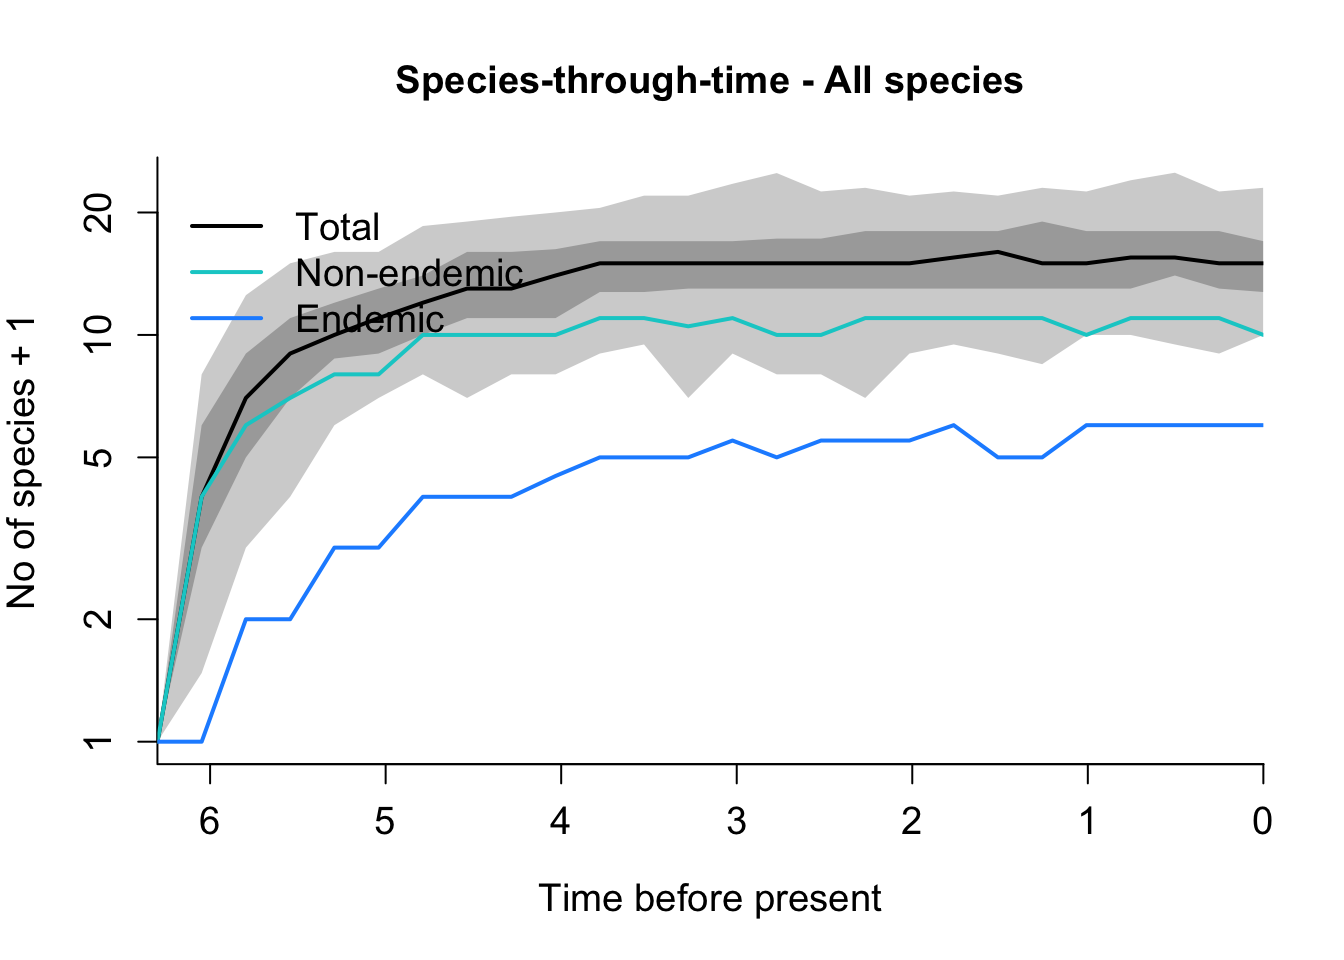 Species-through-time - All species
20
10
5
2
1
No of species + 1
Total
Non-endemic
Endemic
6 5 4 3 2 1 0
Time before present